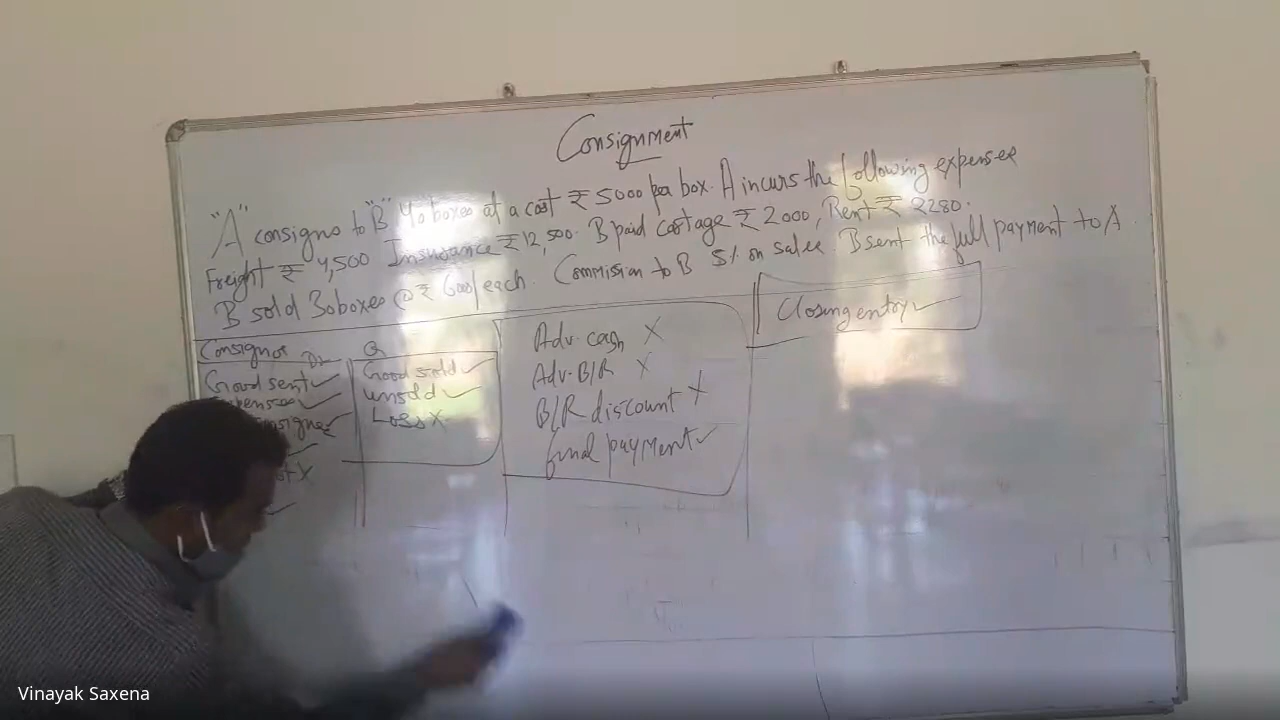 Consignment
"A" consigns to "B" 40 boxes at a cost ₹ 5000 per box. A incurs the following expenses
Freight ₹ 4,500 Insurance ₹ 12,500. B paid cartage ₹ 2000, Rent ₹ 2280.
B sold 30 boxes @ ₹ 6000/each. Commission to B 5% on sales. B sent the full payment to A
Consignor Dr Cr
Good sent ✓ Good sold ✓
Expenses ✓ unsold ✓
Loss X
Adv. cash X
Adv. B/R X
B/R discount X
final payment ✓
Closing entry ✓
Vinayak Saxena